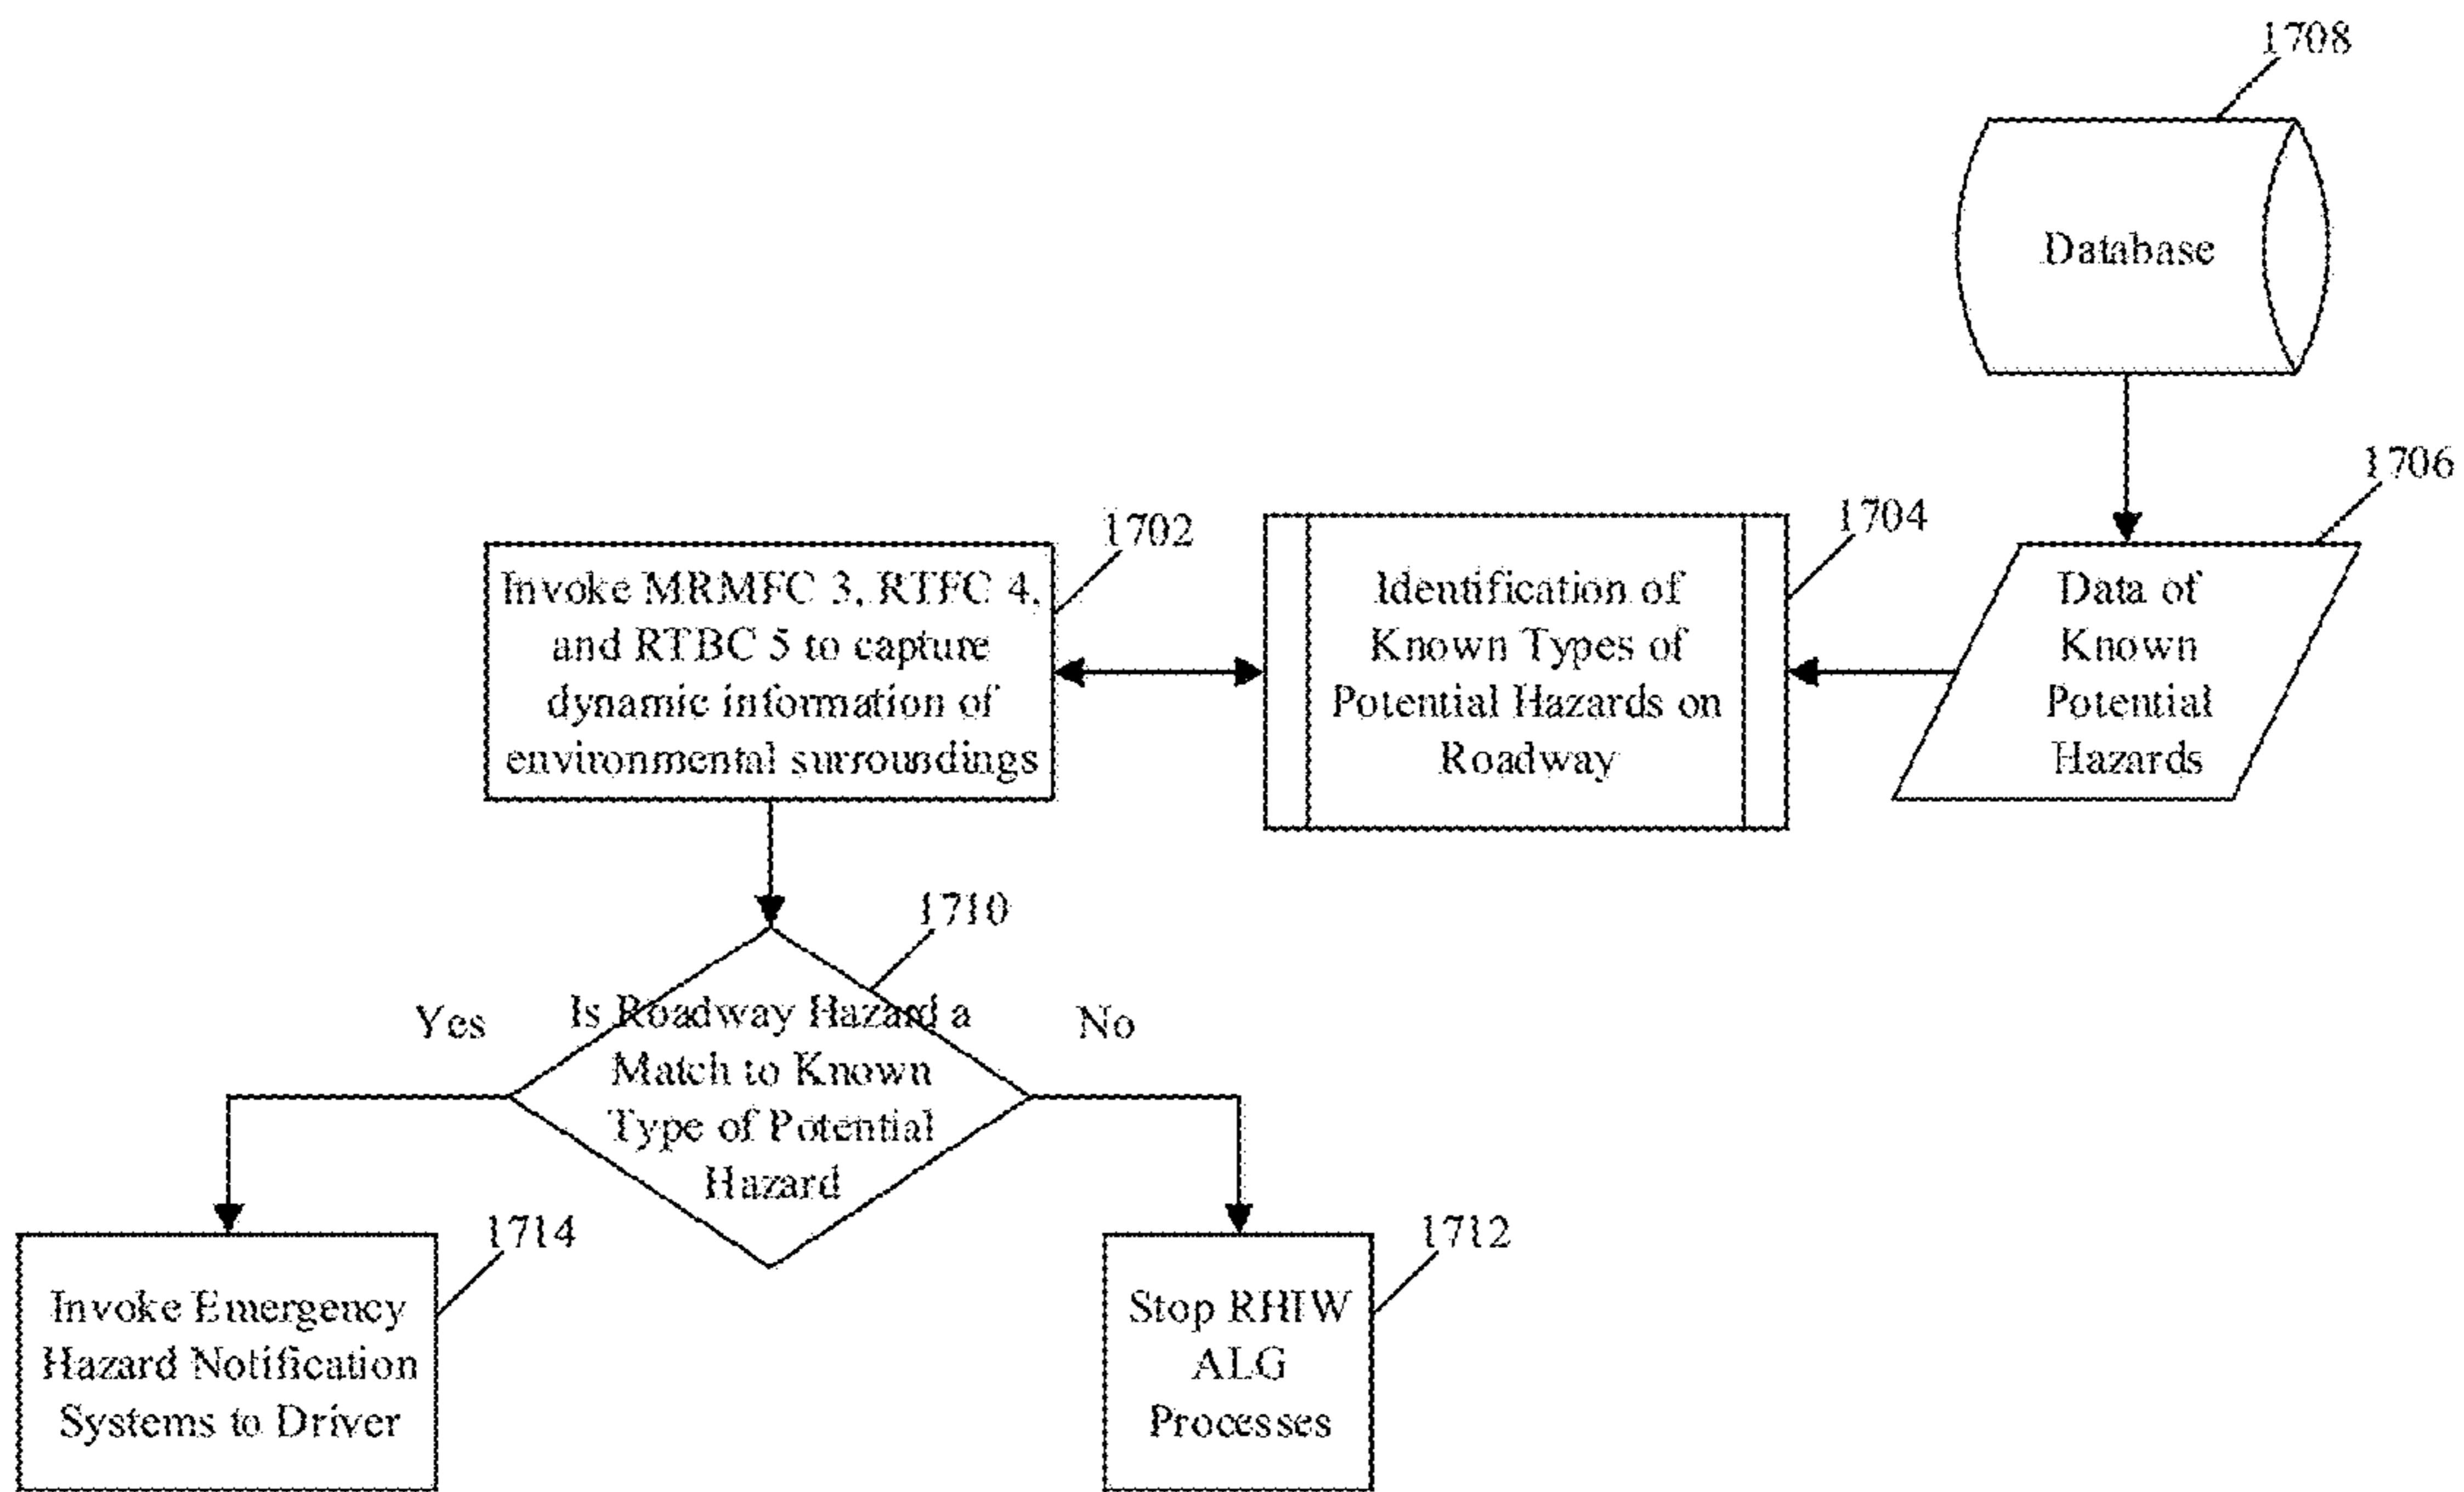 1708
Database
1706
1702
1704
Invoke MRMFC 3, RTFC 4,
and RTBC 5 to capture
dynamic information of
environmental surroundings
Identification of
Known Types of
Potential Hazards on
Roadway
Data of
Known
Potential
Hazards
1710
Yes
Is Roadway Hazard a
Match to Known
Type of Potential
Hazard
No
1714
1712
Invoke Emergency
Hazard Notification
Systems to Driver
Stop RHIW
ALG
Processes